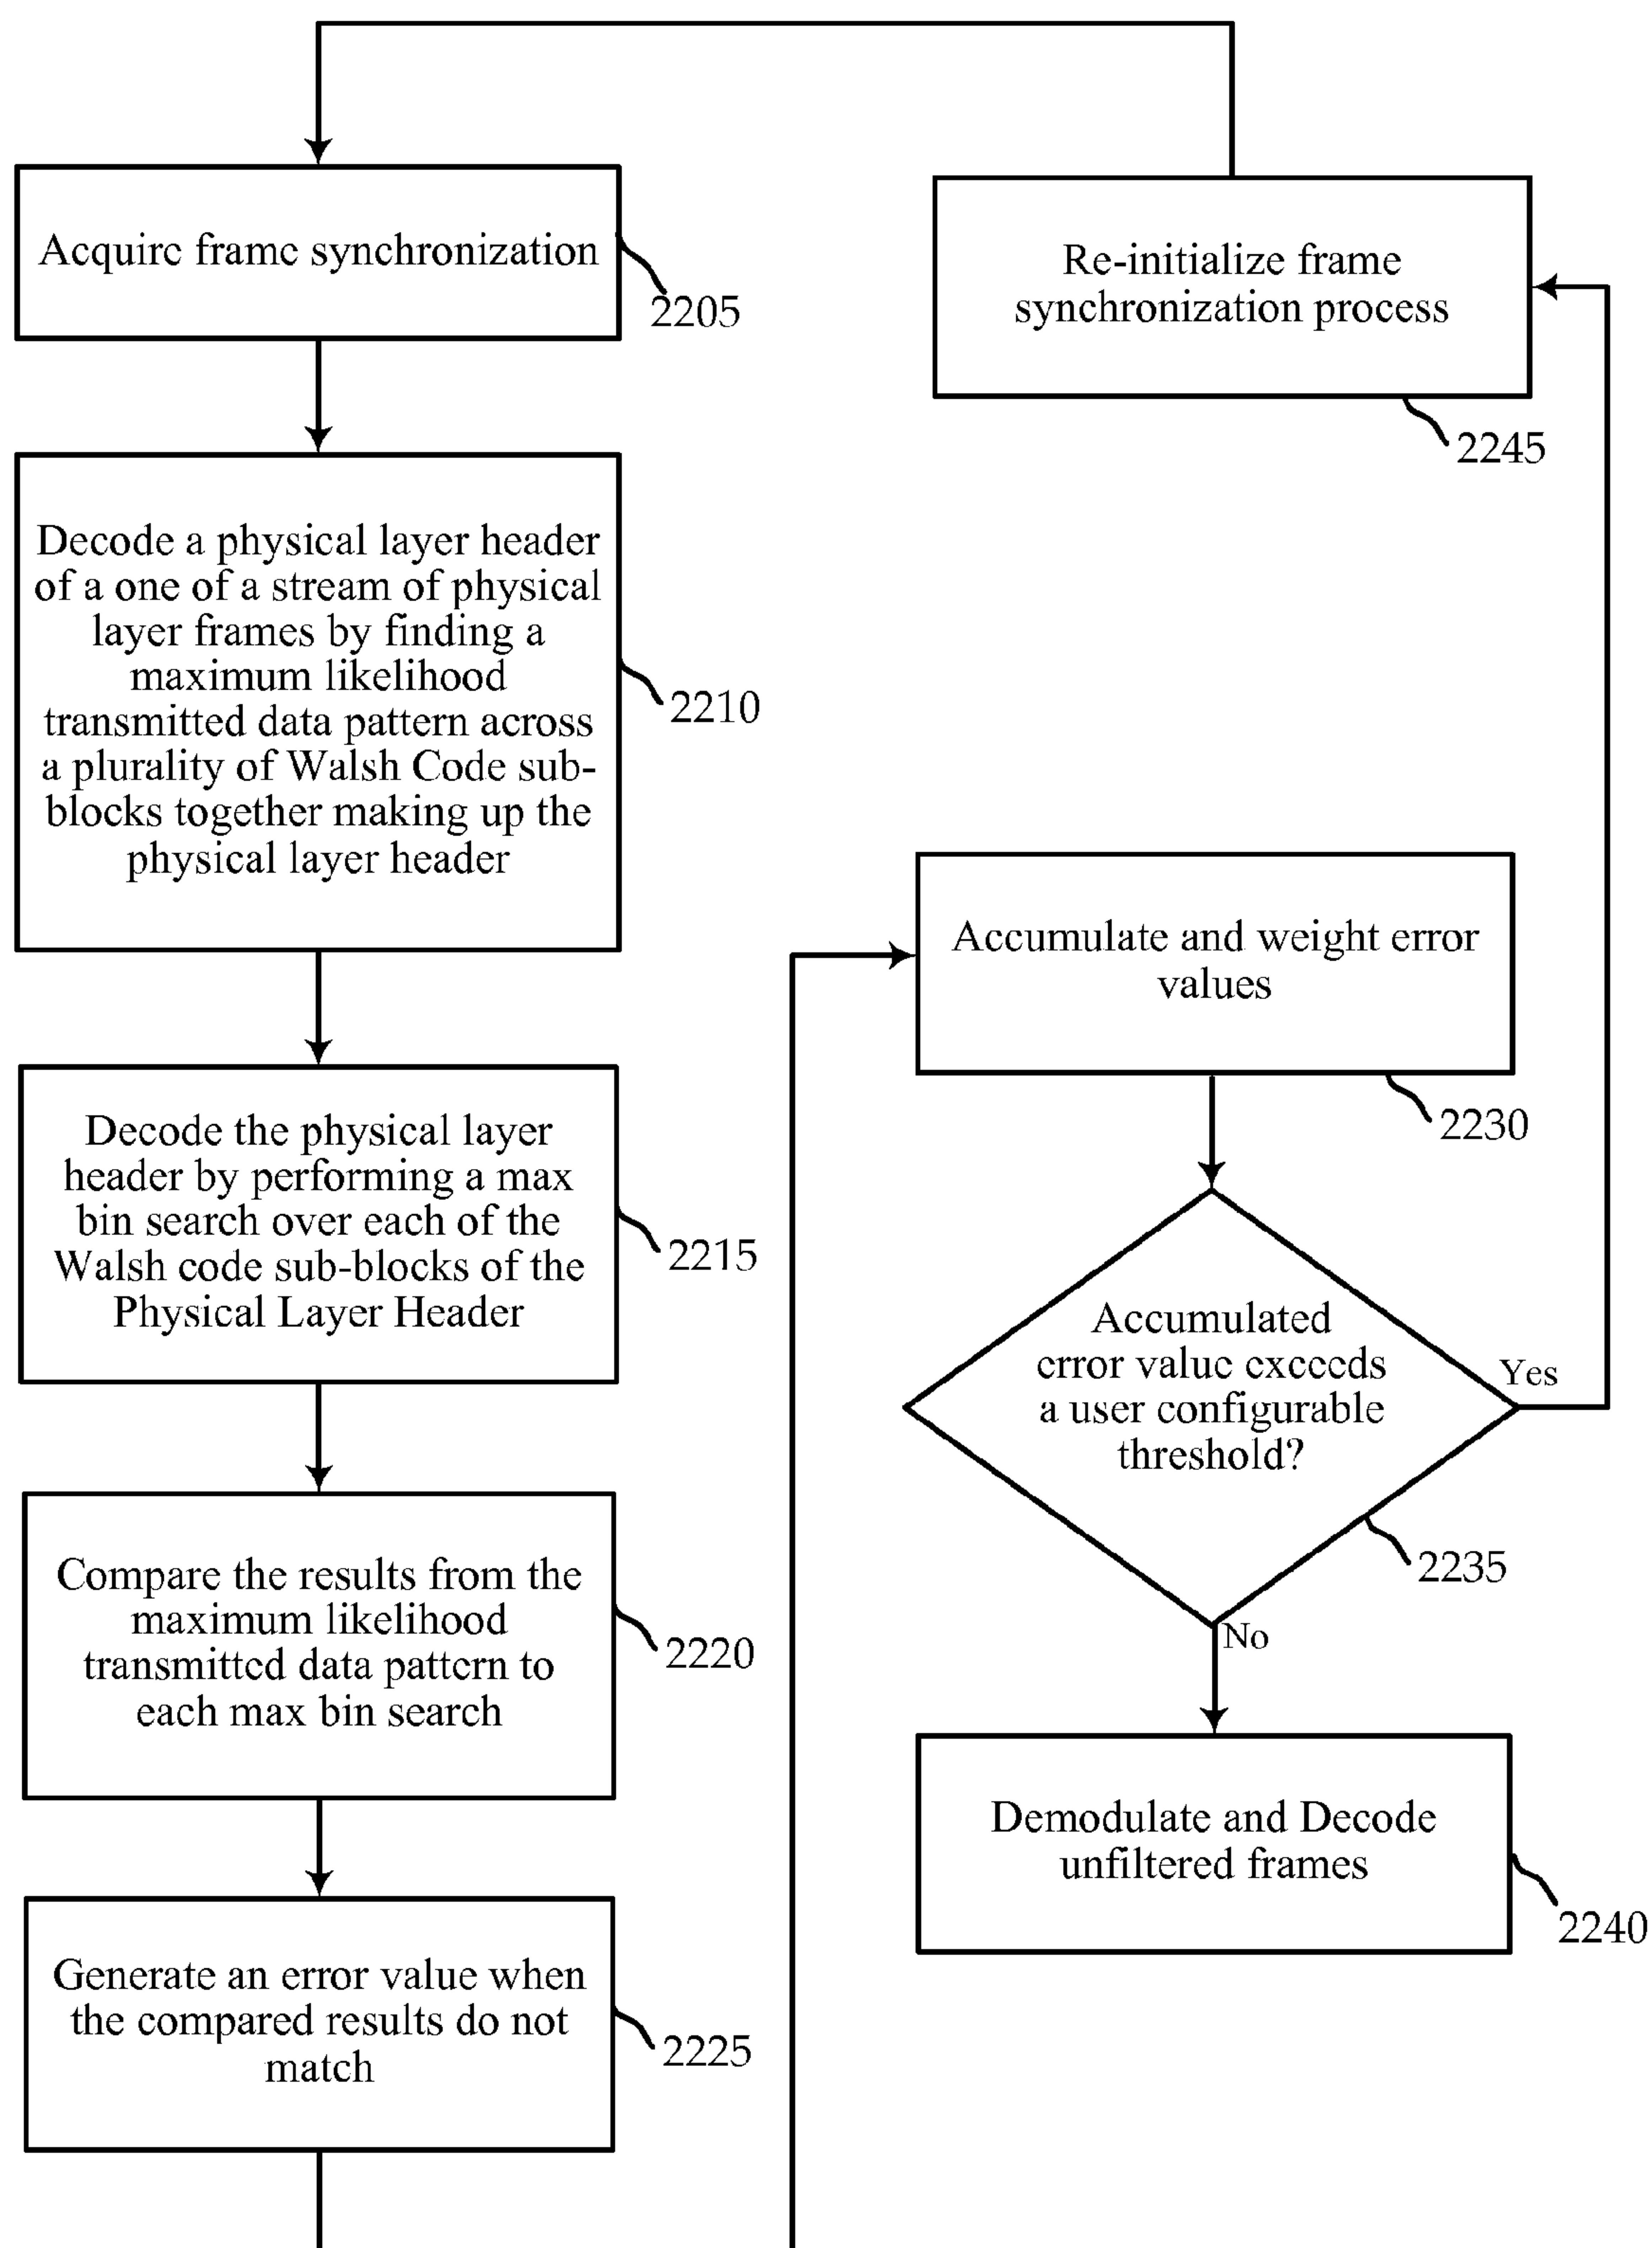 Acquire frame synchronization
2205
Decode a physical layer header
of a one of a stream of physical
layer frames by finding a
maximum likelihood
transmitted data pattern across
a plurality of Walsh Code sub-
blocks together making up the
physical layer header
2210
Decode the physical layer
header by performing a max
bin search over each of the
Walsh code sub-blocks of the
Physical Layer Header
2215
Compare the results from the
maximum likelihood
transmitted data pattern to
each max bin search
2220
Generate an error value when
the compared results do not
match
2225
Accumulate and weight error
values
2230
Accumulated
error value exceeds
a user configurable
threshold?
2235
Yes
No
Demodulate and Decode
unfiltered frames
2240
Re-initialize frame
synchronization process
2245